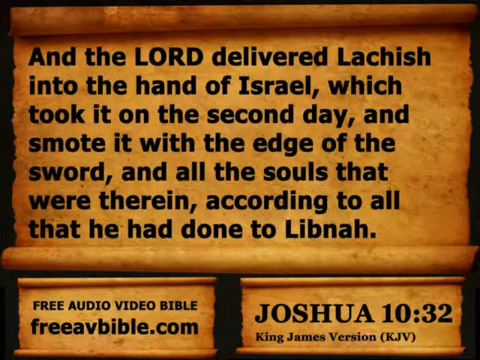 And the LORD delivered Lachish
into the hand of Israel, which
took it on the second day, and
smote it with the edge of the
sword, and all the souls that
were therein, according to all
that he had done to Libnah.
FREE AUDIO VIDEO BIBLE
freeavbible.com
JOSHUA 10:32
King James Version (KJV)